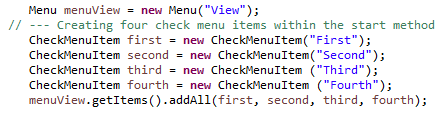 Menu menuView = new Menu("View");
// --- Creating four check menu items within the start method
CheckMenuItem first = new CheckMenuItem("First");
CheckMenuItem second = new CheckMenuItem("Second");
CheckMenuItem third = new CheckMenuItem ("Third");
CheckMenuItem fourth = new CheckMenuItem ("Fourth");
menuView.getItems().addAll(first, second, third, fourth);